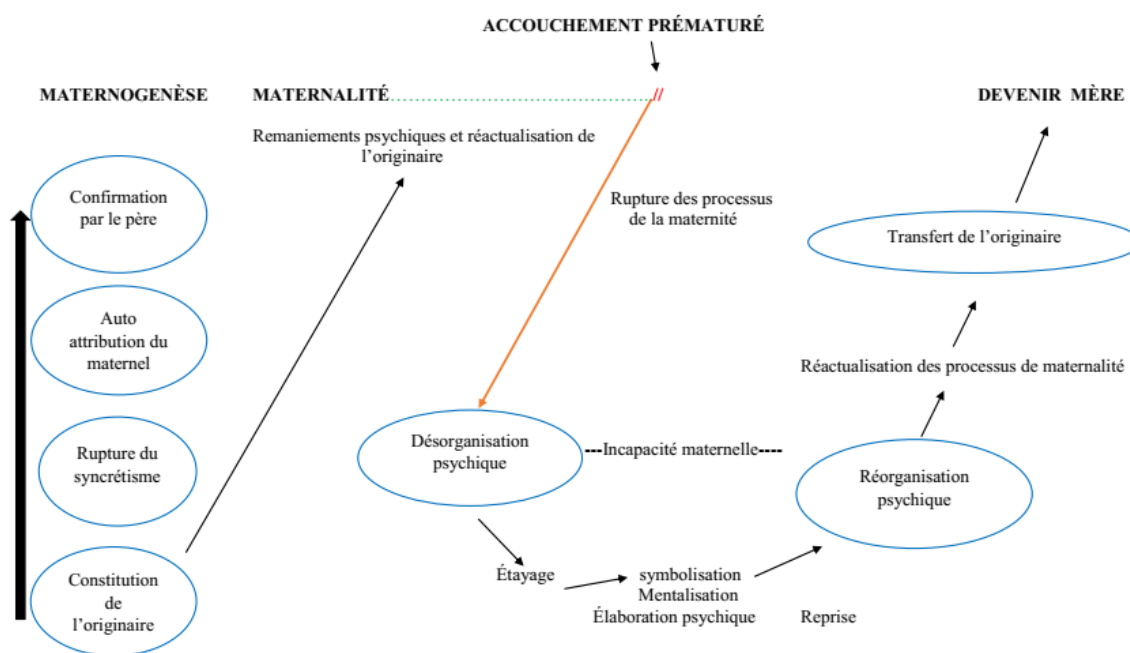 ACCOUCHEMENT PRÉMATURÉ
MATERNOGENÈSE
MATERNALITÉ
//
DEVENIR MÈRE
Remaniements psychiques et réactualisation de
l’originaire
Confirmation
par le père
Rupture des processus
de la maternité
Transfert de l’originaire
Auto
attribution du
maternel
Réactualisation des processus de maternalité
Désorganisation
psychique
---Incapacité maternelle----
Rupture du
syncrétisme
Réorganisation
psychique
Constitution
de
l’originaire
Étayage
symbolisation
Mentalisation
Élaboration psychique
Reprise